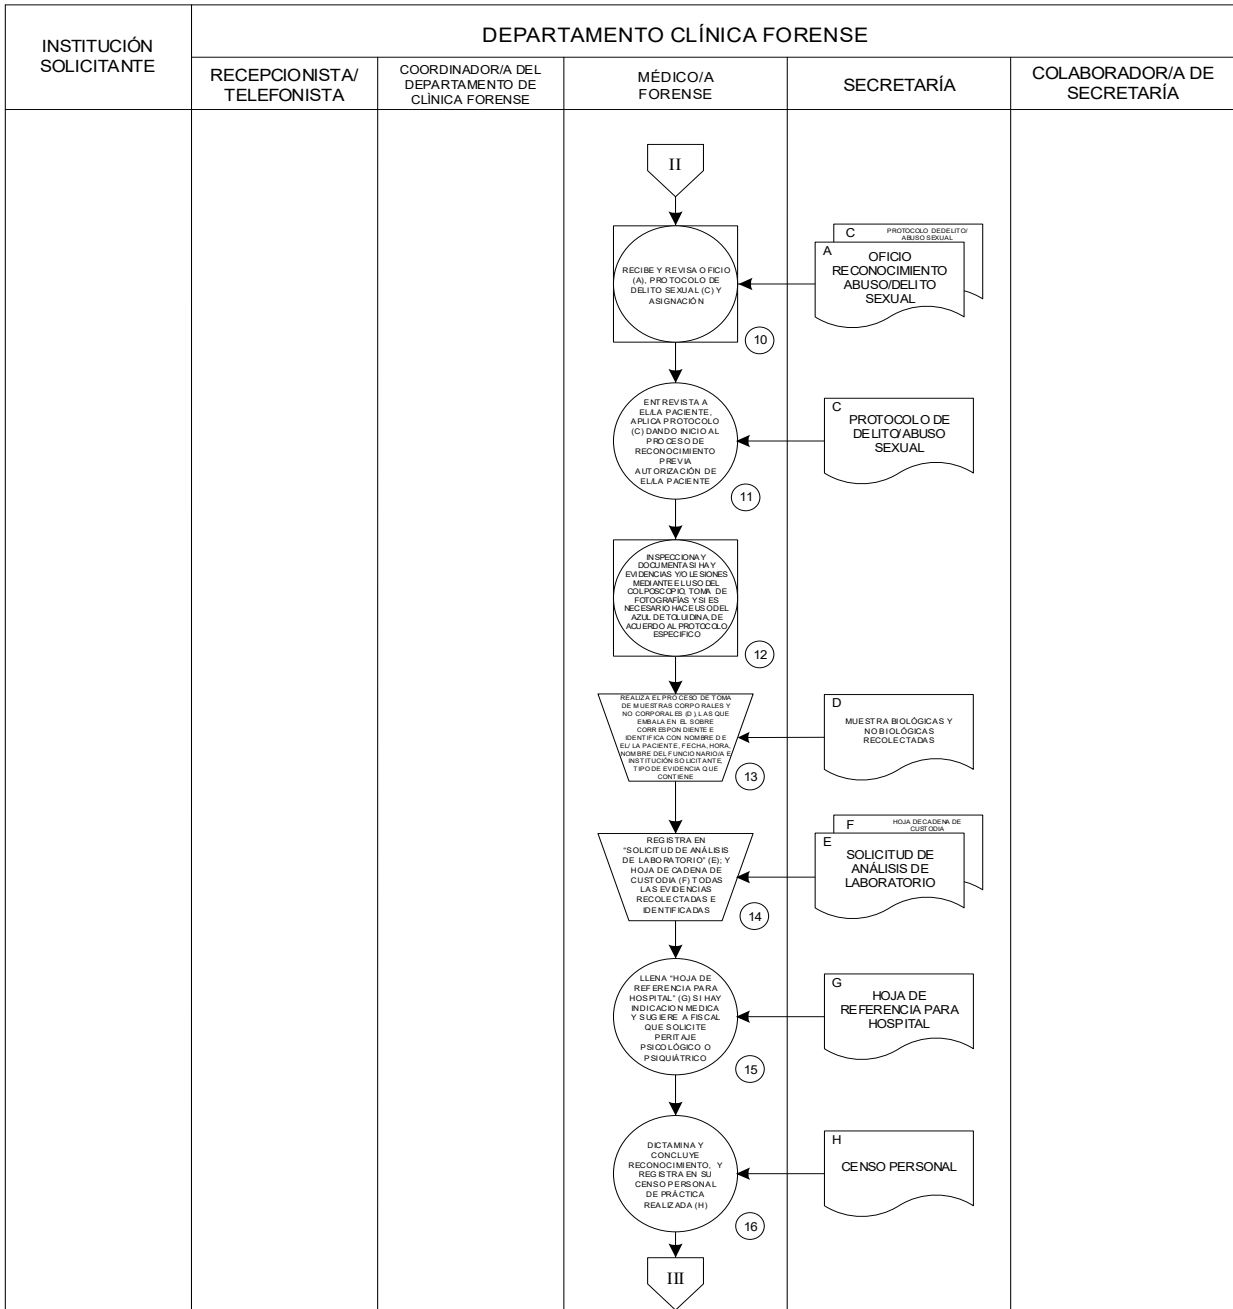 INSTITUCIÓN
SOLICITANTE
DEPARTAMENTO CLÍNICA FORENSE
RECEPCIONISTA/
TELEFONISTA
COORDINADOR/A DEL
DEPARTAMENTO DE
CLÌNICA FORENSE
MÉDICO/A
FORENSE
SECRETARÍA
COLABORADOR/A DE
SECRETARÍA
II
RECIBE Y REVISA OFICIO
(A), PROTOCOLO DE
DELITO SEXUAL (C) Y
ASIGNACIÓN
10
C
PROTOCOLO DE DELITO/
ABUSO SEXUAL
A
OFICIO
RECONOCIMIENTO
ABUSO/DELITO
SEXUAL
ENTREVISTA A
EL/LA PACIENTE,
APLICA PROTOCOLO
(C) DANDO INICIO AL
PROCESO DE
RECONOCIMIENTO
PREVIA
AUTORIZACIÓN DE
EL/LA PACIENTE
11
C
PROTOCOLO DE
DELITO/ABUSO
SEXUAL
INSPECCIONA Y
DOCUMENTA SI HAY
EVIDENCIAS Y/O LESIONES
MEDIANTE EL USO DEL
COLPOSCOPIO, TOMA DE
FOTOGRAFÍAS Y SI ES
NECESARIO HACE USO DEL
AZUL DE TOLUIDINA, DE
ACUERDO AL PROTOCOLO
ESPECIFICO
12
REALIZA EL PROCESO DE TOMA
DE MUESTRAS CORPORALES Y
NO CORPORALES (D), LAS QUE
EMBALA EN EL SOBRE
CORRESPONDIENTE E
IDENTIFICA CON NOMBRE DE
EL/ LA PACIENTE, FECHA, HORA,
NOMBRE DEL FUNCIONARIO/A E
INSTITUCIÓN SOLICITANTE,
TIPO DE EVIDENCIA QUE
CONTIENE
13
D
MUESTRA BIOLÓGICAS Y
NO BIOLÓGICAS
RECOLECTADAS
REGISTRA EN
"SOLICITUD DE ANÁLISIS
DE LABORATORIO" (E); Y
HOJA DE CADENA DE
CUSTODIA (F) TODAS
LAS EVIDENCIAS
RECOLECTADAS E
IDENTIFICADAS
14
F
HOJA DE CADENA DE
CUSTODIA
E
SOLICITUD DE
ANÁLISIS DE
LABORATORIO
LLENA "HOJA DE
REFERENCIA PARA
HOSPITAL" (G) SI HAY
INDICACION MEDICA
Y SUGIERE A FISCAL
QUE SOLICITE
PERITAJE
PSICOLÓGICO O
PSIQUIÁTRICO
15
G
HOJA DE
REFERENCIA PARA
HOSPITAL
DICTAMINA Y
CONCLUYE
RECONOCIMIENTO, Y
REGISTRA EN SU
CENSO PERSONAL
DE PRÁCTICA
REALIZADA (H)
16
H
CENSO PERSONAL
III